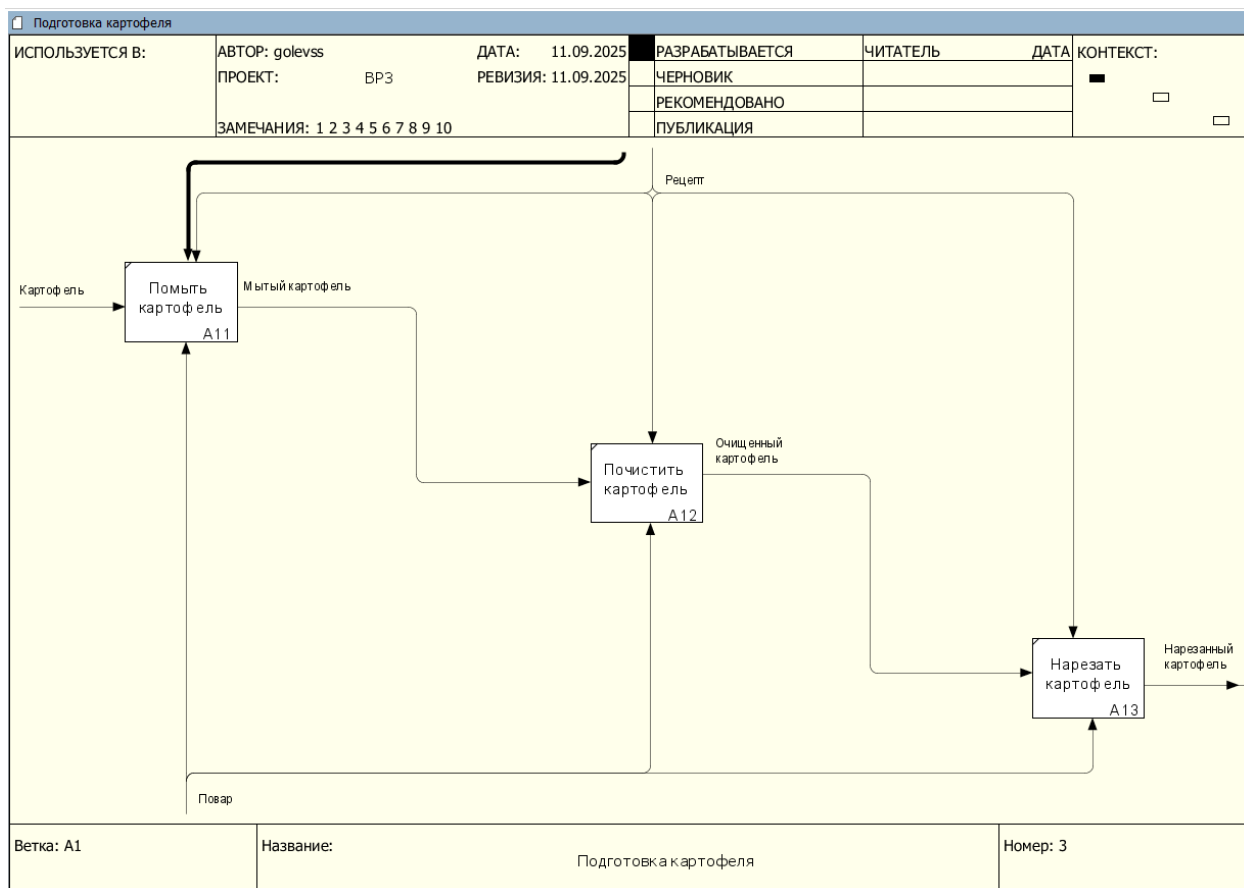 Подготовка картофеля
ИСПОЛЬЗУЕТСЯ В:
АВТОР: golevss
ДАТА: 11.09.2025
ПРОЕКТ: ВРЗ
РЕВИЗИЯ: 11.09.2025
ЗАМЕЧАНИЯ: 1 2 3 4 5 6 7 8 9 10
РАЗРАБАТЫВАЕТСЯ
ЧЕРНОВИК
РЕКОМЕНДОВАНО
ПУБЛИКАЦИЯ
ЧИТАТЕЛЬ
ДАТА
КОНТЕКСТ:
Рецепт
Картофель
Помыть
картофель
A11
Мытый картофель
Почистить
картофель
A12
Очищенный
картофель
Нарезать
картофель
A13
Нарезанный
картофель
Повар
Ветка: A1
Название:
Подготовка картофеля
Номер: 3